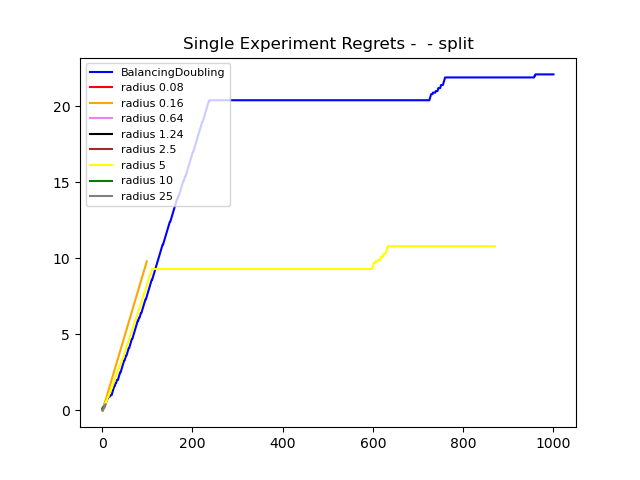 Single Experiment Regrets -  - split
BalancingDoubling
radius 0.08
radius 0.16
radius 0.64
radius 1.24
radius 2.5
radius 5
radius 10
radius 25
20
15
10
5
0
0 200 400 600 800 1000